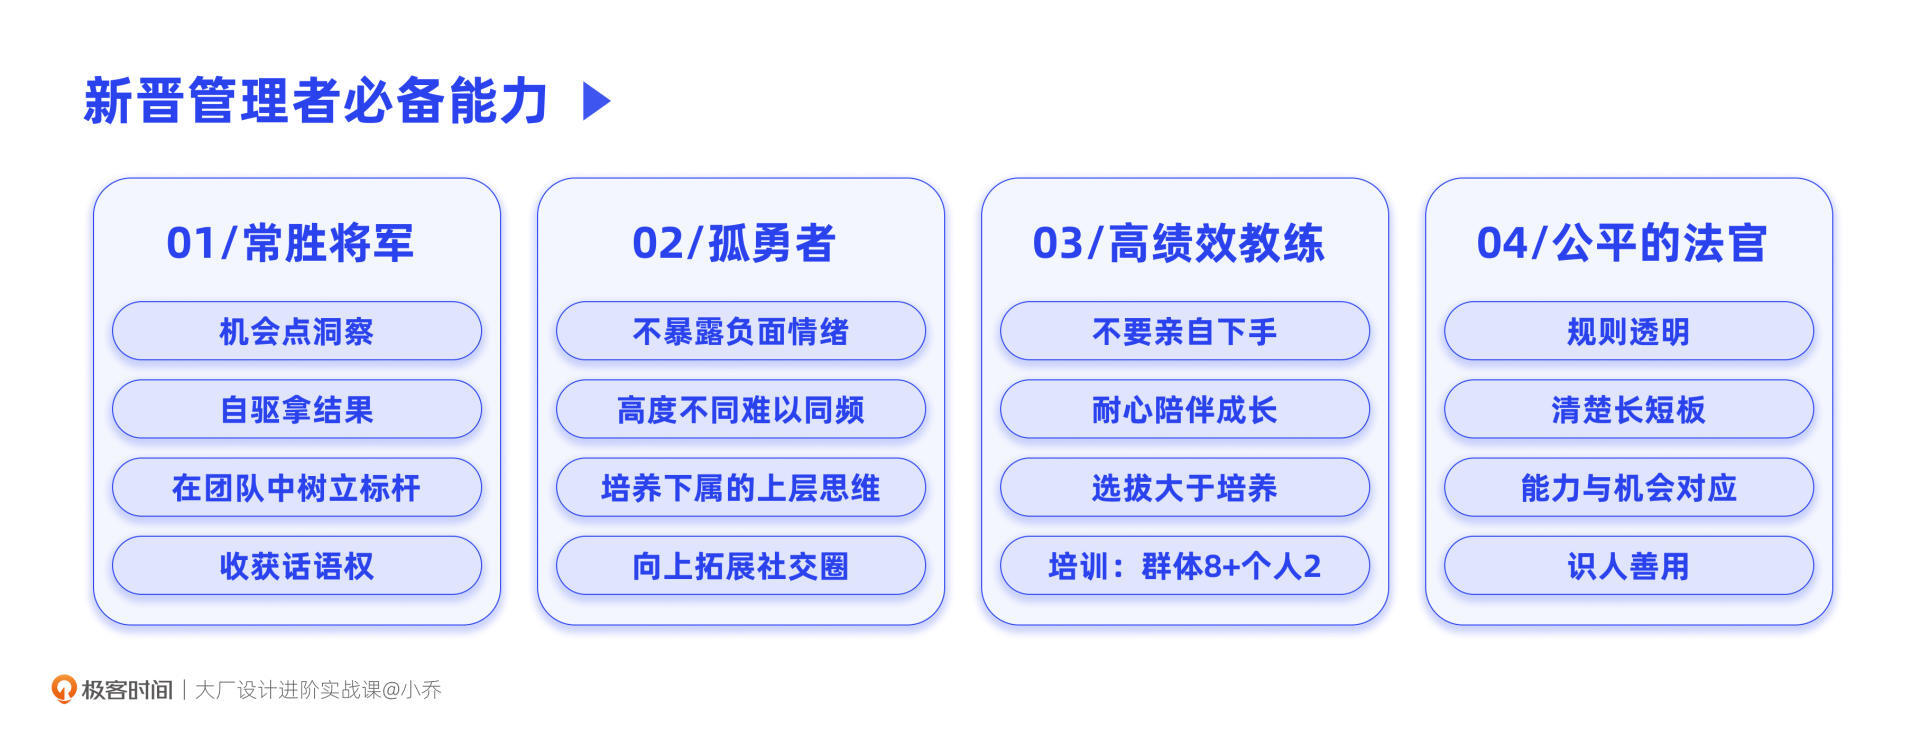 新晋管理者必备能力
01/常胜将军
机会点洞察
自驱拿结果
在团队中树立标杆
收获话语权
02/孤勇者
不暴露负面情绪
高度不同难以同频
培养下属的上层思维
向上拓展社交圈
03/高绩效教练
不要亲自下手
耐心陪伴成长
选拔大于培养
培训：群体8+个人2
04/公平的法官
规则透明
清楚长短板
能力与机会对应
识人善用
极客时间 | 大厂设计进阶实战课@小乔